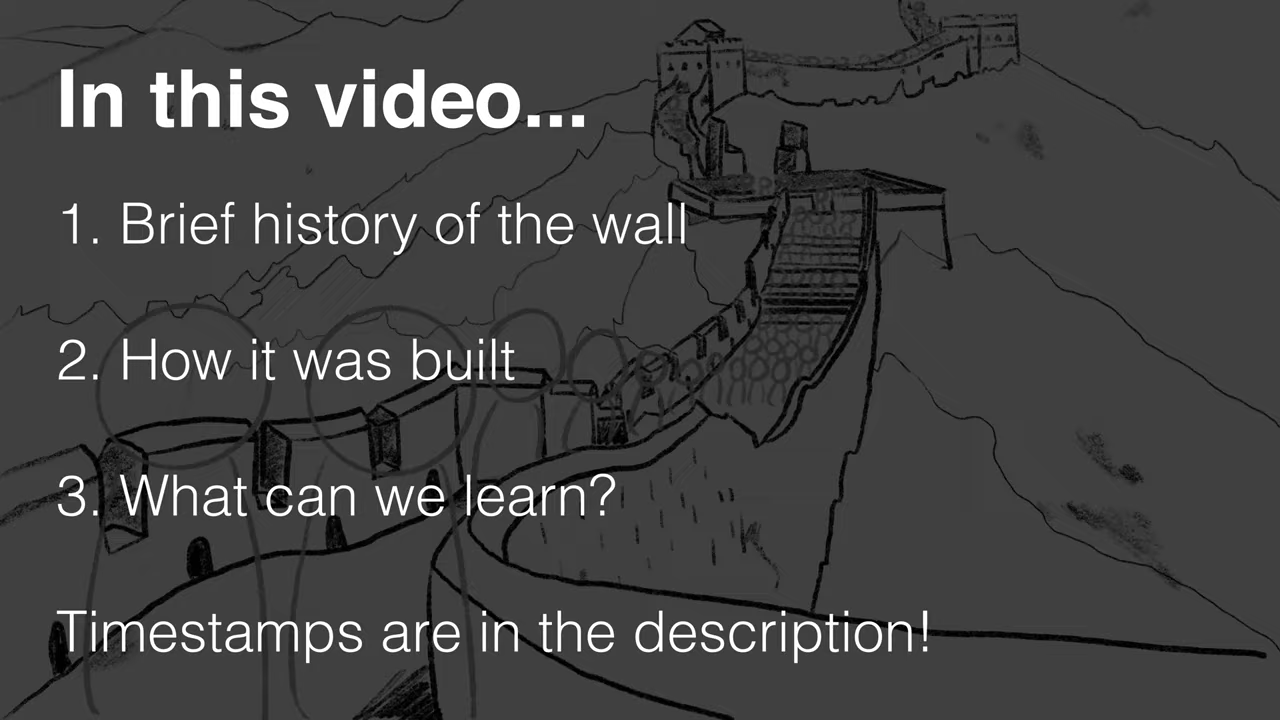 In this video...
1. Brief history of the wall
2. How it was built
3. What can we learn?
Timestamps are in the description!